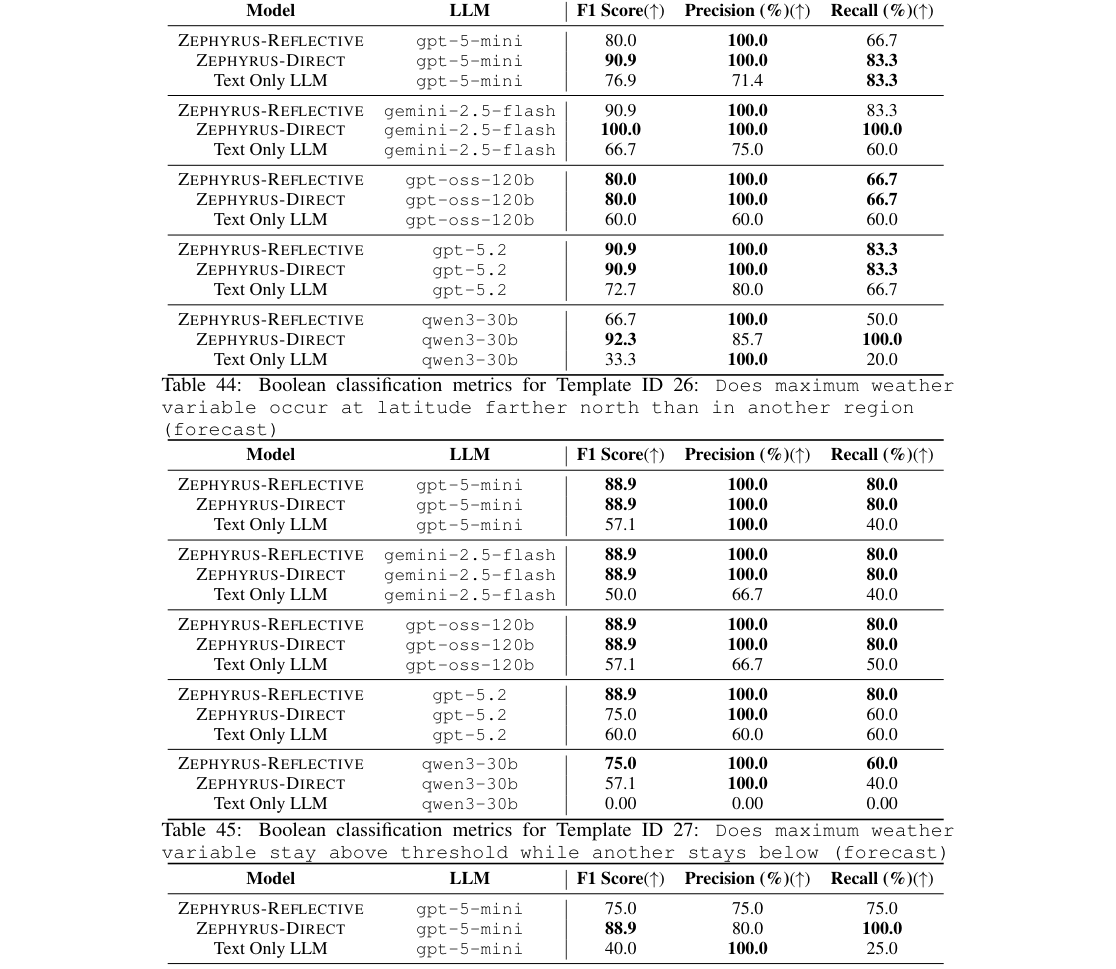 Model LLM F1 Score(↑) Precision (%)(↑) Recall (%)(↑)
ZEPHYRUS-REFLECTIVE gpt-5-mini 80.0 100.0 66.7
ZEPHYRUS-DIRECT gpt-5-mini 90.9 100.0 83.3
Text Only LLM gpt-5-mini 76.9 71.4 83.3
ZEPHYRUS-REFLECTIVE gemini-2.5-flash 90.9 100.0 83.3
ZEPHYRUS-DIRECT gemini-2.5-flash 100.0 100.0 100.0
Text Only LLM gemini-2.5-flash 66.7 75.0 60.0
ZEPHYRUS-REFLECTIVE gpt-oss-120b 80.0 100.0 66.7
ZEPHYRUS-DIRECT gpt-oss-120b 80.0 100.0 66.7
Text Only LLM gpt-oss-120b 60.0 60.0 60.0
ZEPHYRUS-REFLECTIVE gpt-5.2 90.9 100.0 83.3
ZEPHYRUS-DIRECT gpt-5.2 90.9 100.0 83.3
Text Only LLM gpt-5.2 72.7 80.0 66.7
ZEPHYRUS-REFLECTIVE qwen3-30b 66.7 100.0 50.0
ZEPHYRUS-DIRECT qwen3-30b 92.3 85.7 100.0
Text Only LLM qwen3-30b 33.3 100.0 20.0
Table 44: Boolean classification metrics for Template ID 26: Does maximum weather
variable occur at latitude farther north than in another region
(forecast)
Model LLM F1 Score(↑) Precision (%)(↑) Recall (%)(↑)
ZEPHYRUS-REFLECTIVE gpt-5-mini 88.9 100.0 80.0
ZEPHYRUS-DIRECT gpt-5-mini 88.9 100.0 80.0
Text Only LLM gpt-5-mini 57.1 100.0 40.0
ZEPHYRUS-REFLECTIVE gemini-2.5-flash 88.9 100.0 80.0
ZEPHYRUS-DIRECT gemini-2.5-flash 88.9 100.0 80.0
Text Only LLM gemini-2.5-flash 50.0 66.7 40.0
ZEPHYRUS-REFLECTIVE gpt-oss-120b 88.9 100.0 80.0
ZEPHYRUS-DIRECT gpt-oss-120b 88.9 100.0 80.0
Text Only LLM gpt-oss-120b 57.1 66.7 50.0
ZEPHYRUS-REFLECTIVE gpt-5.2 88.9 100.0 80.0
ZEPHYRUS-DIRECT gpt-5.2 75.0 100.0 60.0
Text Only LLM gpt-5.2 60.0 60.0 60.0
ZEPHYRUS-REFLECTIVE qwen3-30b 75.0 100.0 60.0
ZEPHYRUS-DIRECT qwen3-30b 57.1 100.0 40.0
Text Only LLM qwen3-30b 0.00 0.00 0.00
Table 45: Boolean classification metrics for Template ID 27: Does maximum weather
variable stay above threshold while another stays below (forecast)
Model LLM F1 Score(↑) Precision (%)(↑) Recall (%)(↑)
ZEPHYRUS-REFLECTIVE gpt-5-mini 75.0 75.0 75.0
ZEPHYRUS-DIRECT gpt-5-mini 88.9 80.0 100.0
Text Only LLM gpt-5-mini 40.0 100.0 25.0